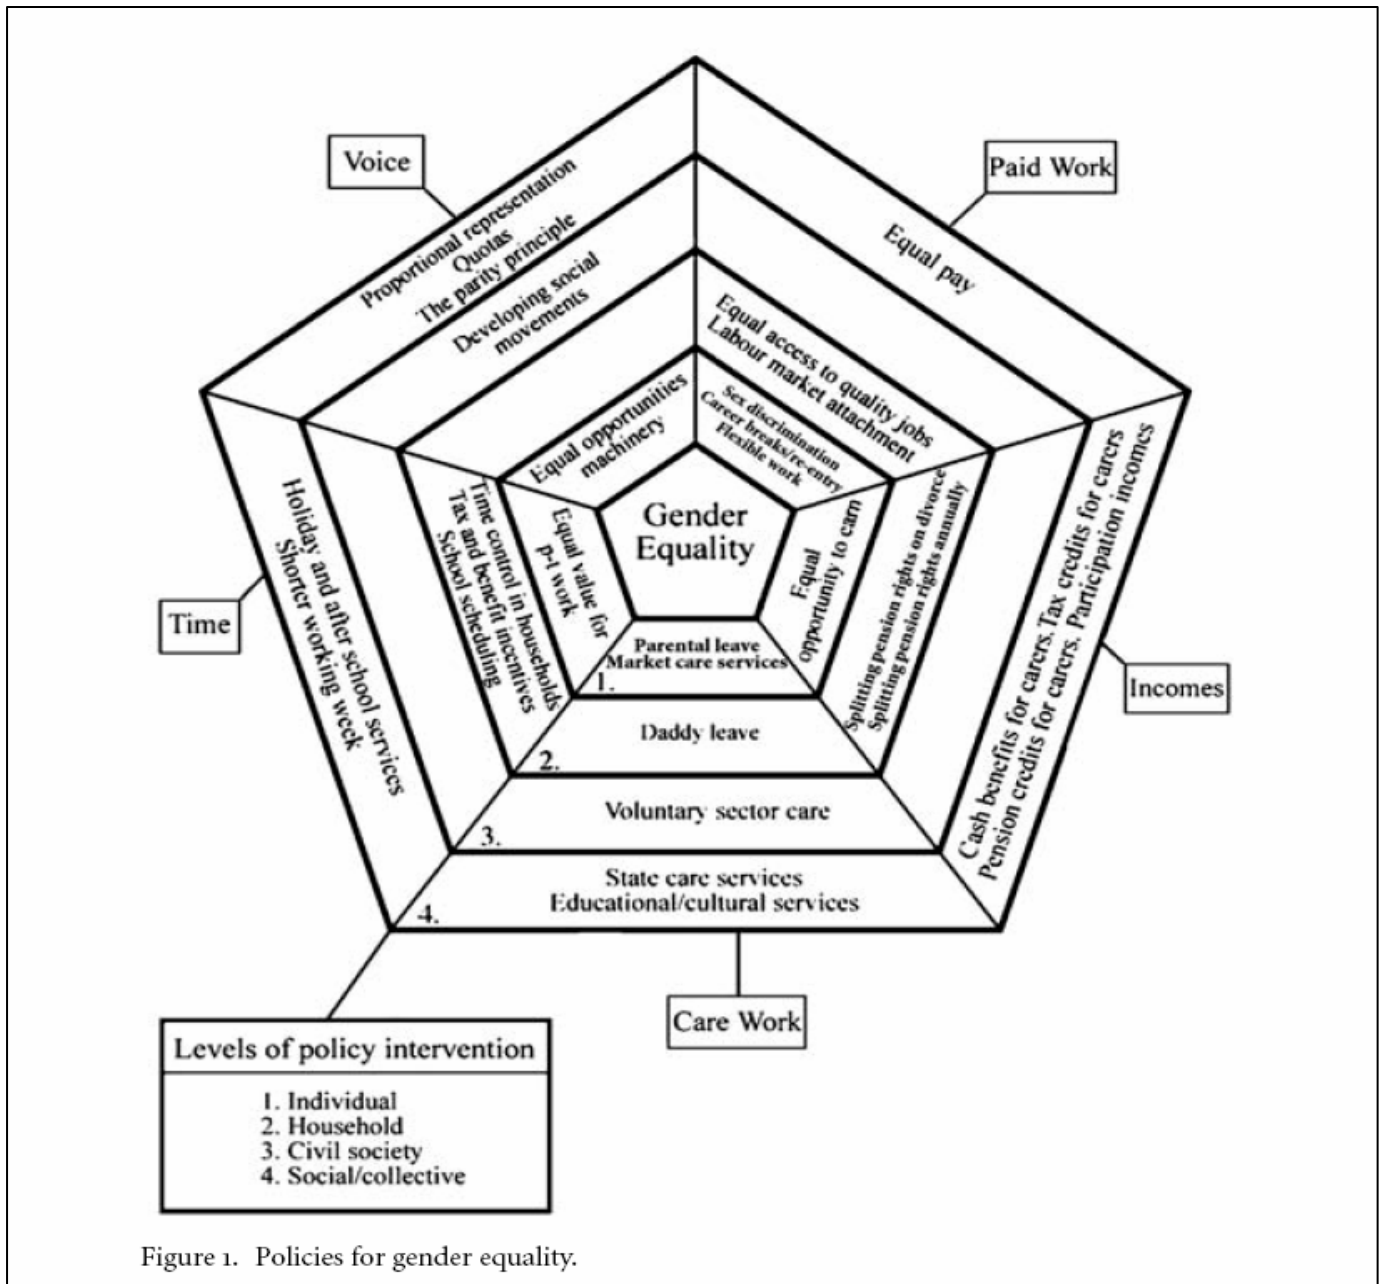 Voice
Paid Work
Proportional representation
Quotas
The parity principle
Developing social
movements
Equal opportunities
machinery
Equal pay
Equal access to quality jobs
Labour market attachment
Sex discrimination
Career breaks/re-entry
Flexible work
Gender
Equality
Time
Holiday and after school services
Shorter working week
Time control in households
Tax and benefit incentives
School scheduling
Equal value for
p-t work
Equal
opportunity to earn
Splitting pension rights on divorce
Splitting pension rights annually
Cash benefits for carers. Tax credits for carers
Pension credits for carers. Participation incomes
Incomes
Parental leave
Market care services
1.
Daddy leave
2.
Voluntary sector care
3.
State care services
Educational/cultural services
4.
Care Work
Levels of policy intervention
1. Individual
2. Household
3. Civil society
4. Social/collective
Figure 1. Policies for gender equality.